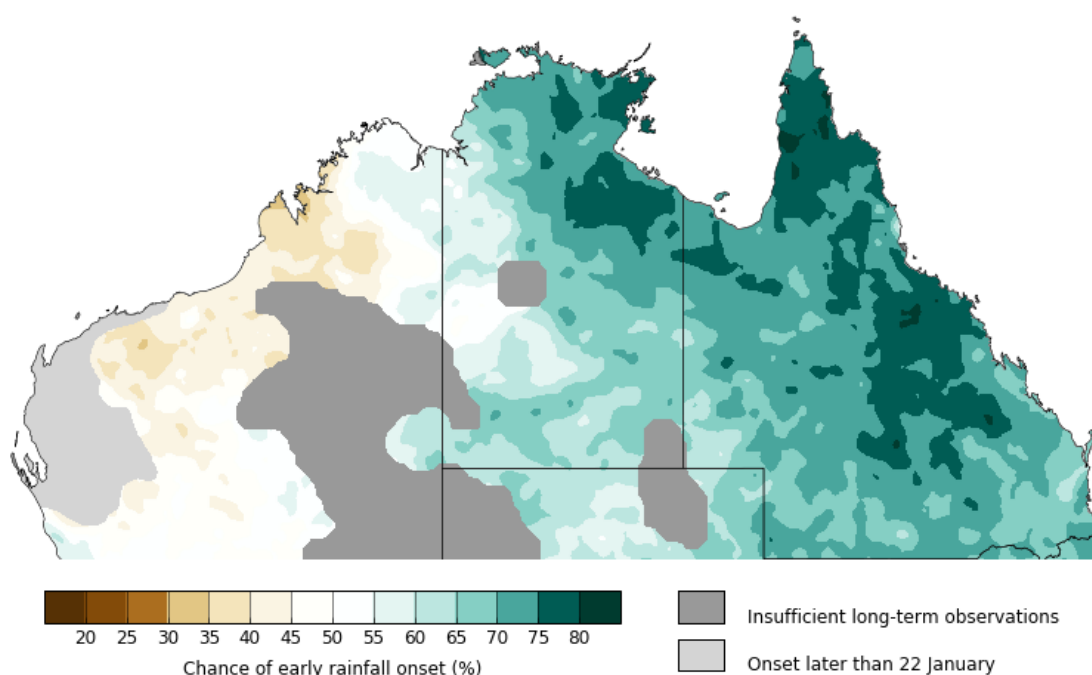 20 25 30 35 40 45 50 55 60 65 70 75 80
Chance of early rainfall onset (%)
Insufficient long-term observations
Onset later than 22 January